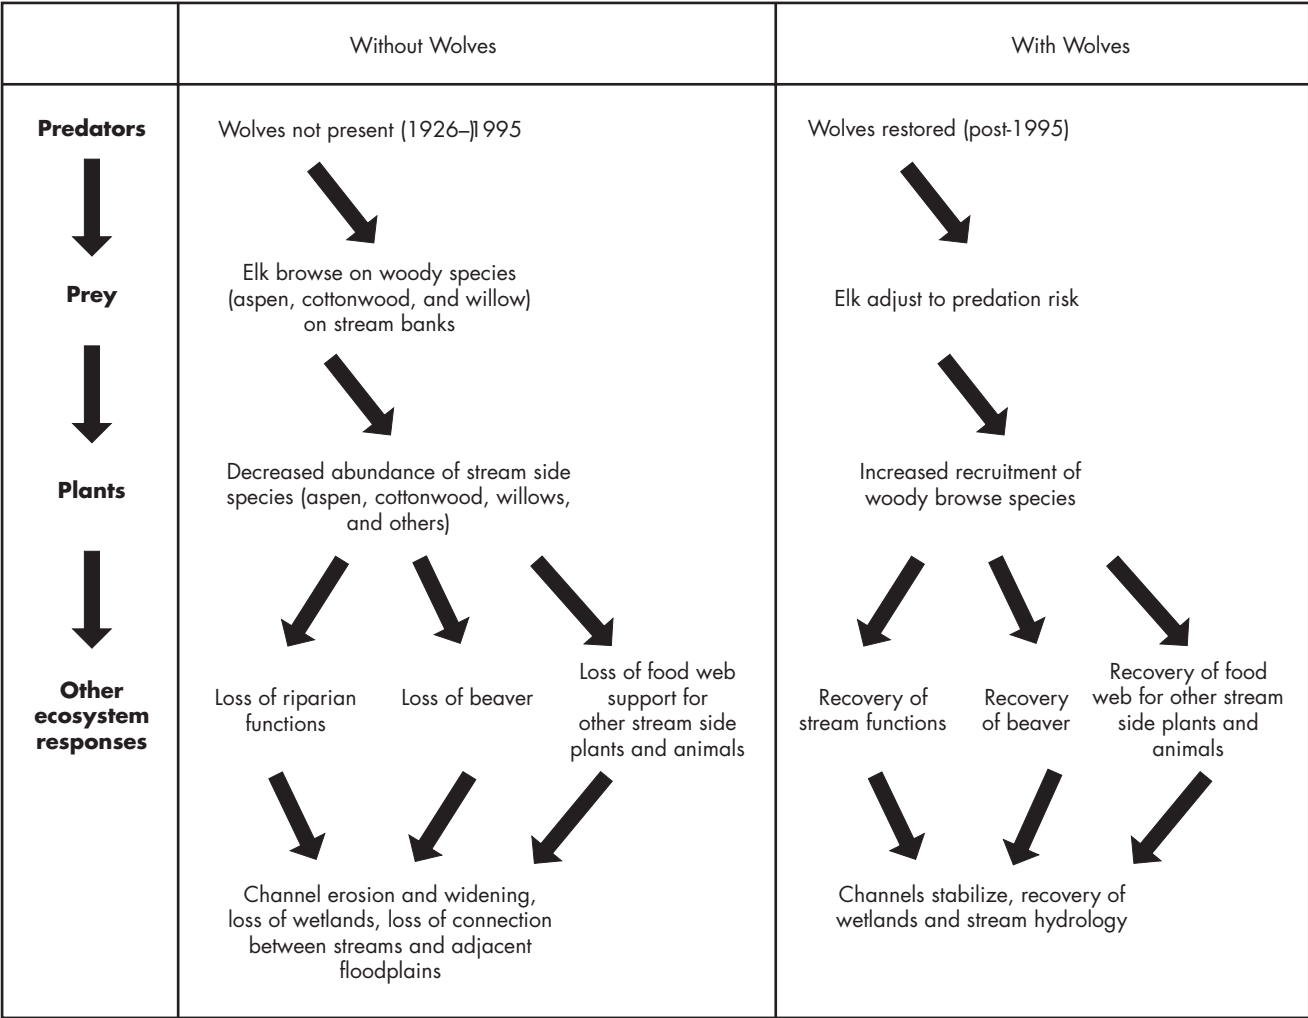 Without Wolves
With Wolves
Predators
Wolves not present (1926–)1995
Wolves restored (post-1995)
Prey
Elk browse on woody species
(aspen, cottonwood, and willow)
on stream banks
Elk adjust to predation risk
Plants
Decreased abundance of stream side
species (aspen, cottonwood, willows,
and others)
Increased recruitment of
woody browse species
Other
ecosystem
responses
Loss of riparian
functions
Loss of beaver
Loss of food web
support for
other stream side
plants and animals
Recovery of
stream functions
Recovery
of beaver
Recovery of food
web for other stream
side plants and
animals
Channel erosion and widening,
loss of wetlands, loss of connection
between streams and adjacent
floodplains
Channels stabilize, recovery of
wetlands and stream hydrology